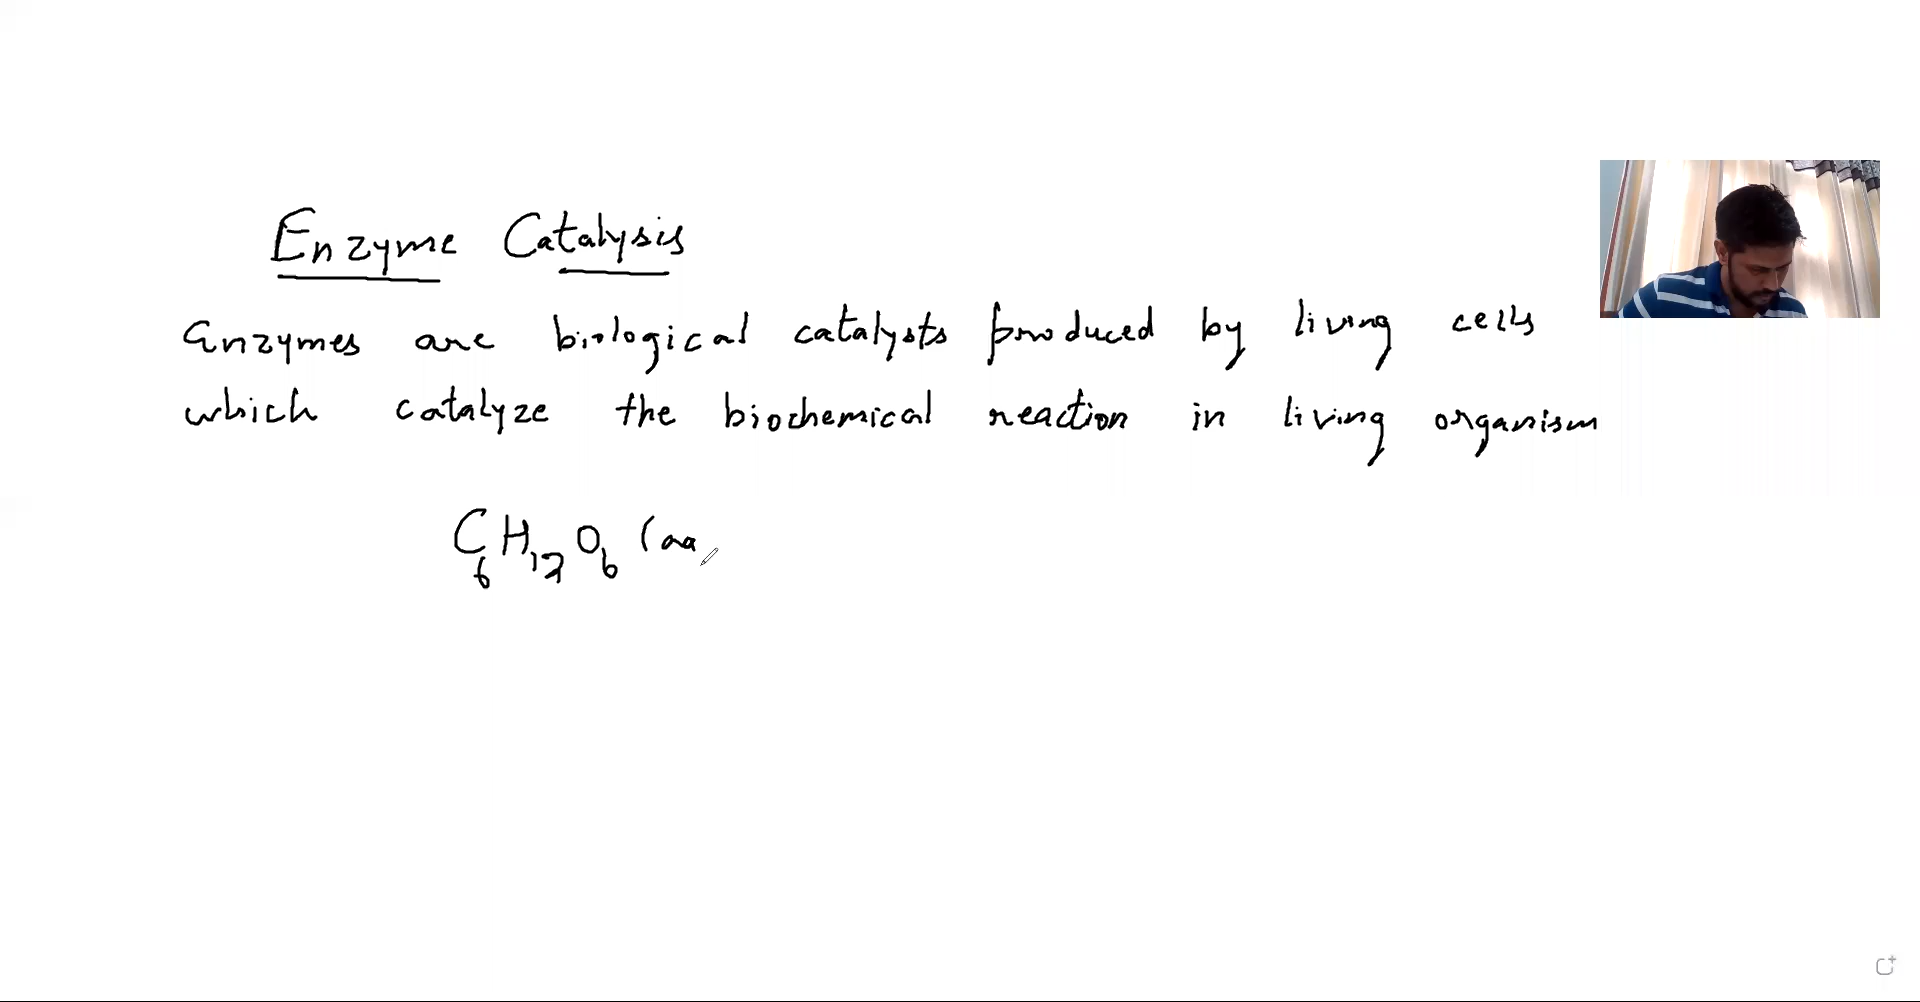 Enzyme Catalysis
Enzymes are biological catalysts produced by living cells
which catalyze the biochemical reaction in living organism
C6H12O6 (aa